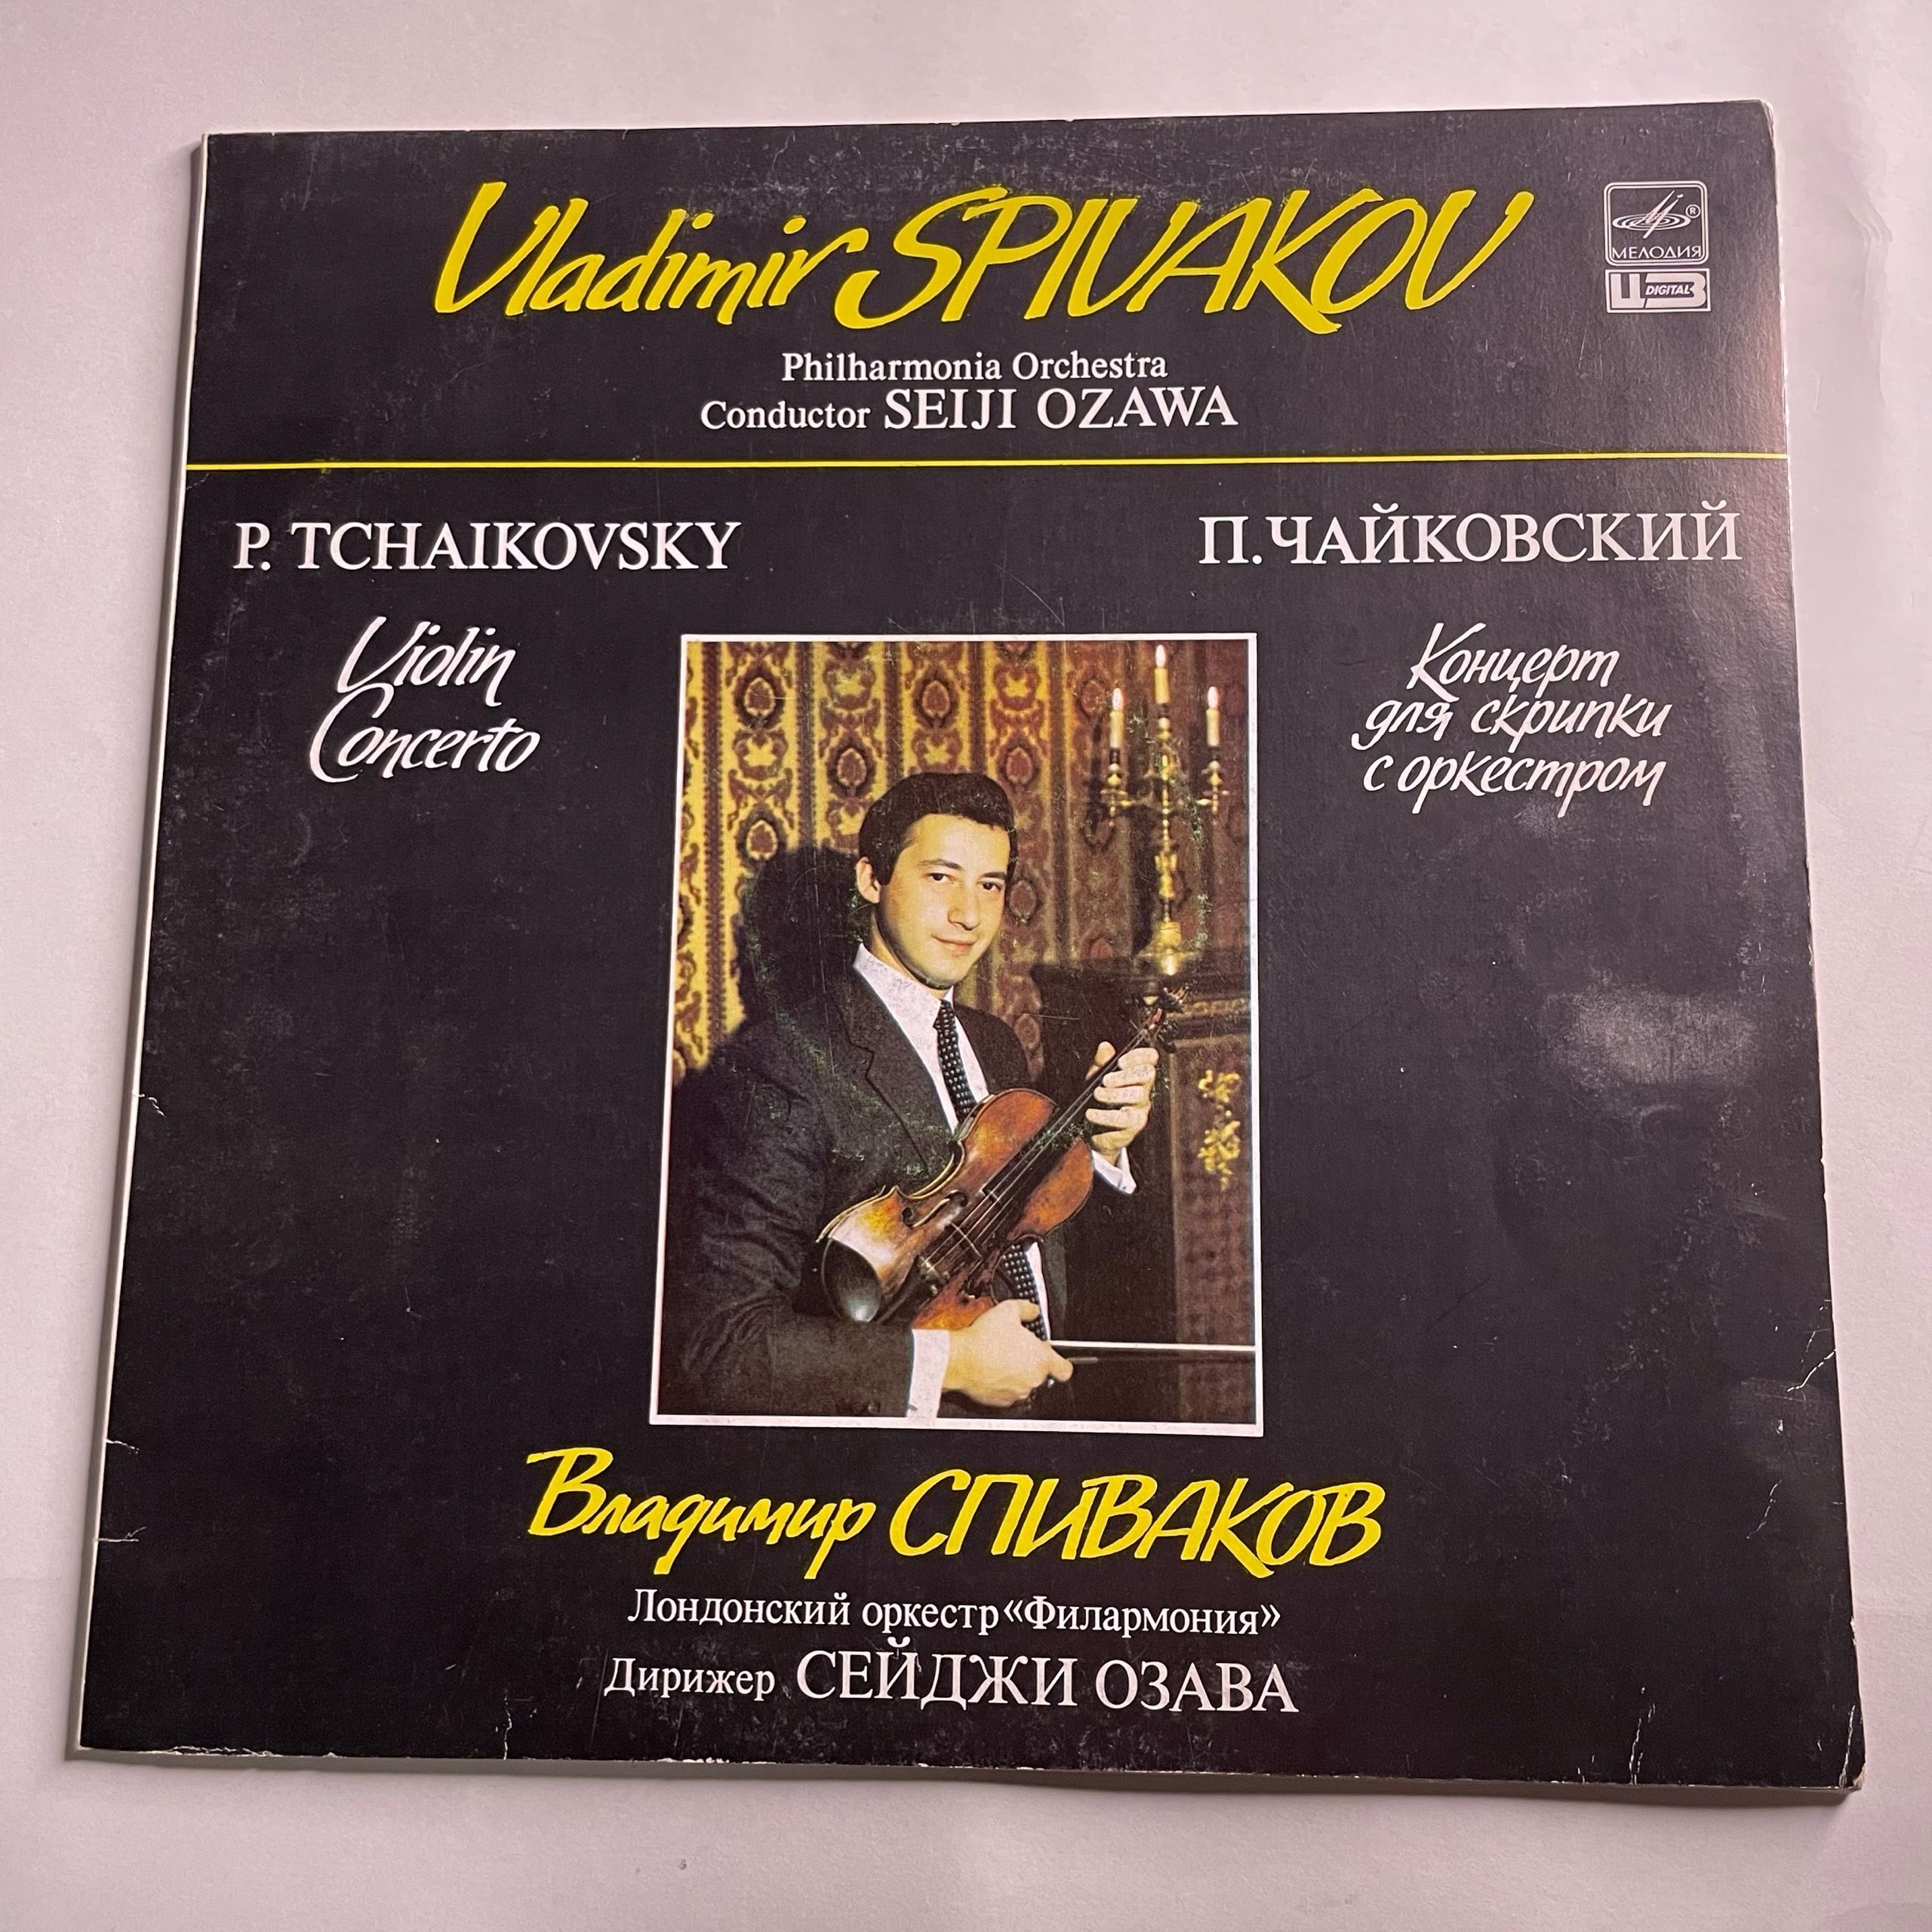 Vladimir SPIVAKOV
МЕЛОДИЯ
ЦЗ DIGITAL
Philharmonia Orchestra
Conductor SEIJI OZAWA
P. TCHAIKOVSKY
Violin
Concerto
П. ЧАЙКОВСКИЙ
Концерт
для скрипки
с оркестром
Владимир СПИВАКОВ
Лондонский оркестр «Филармония»
Дирижер СЕЙДЖИ ОЗАВА